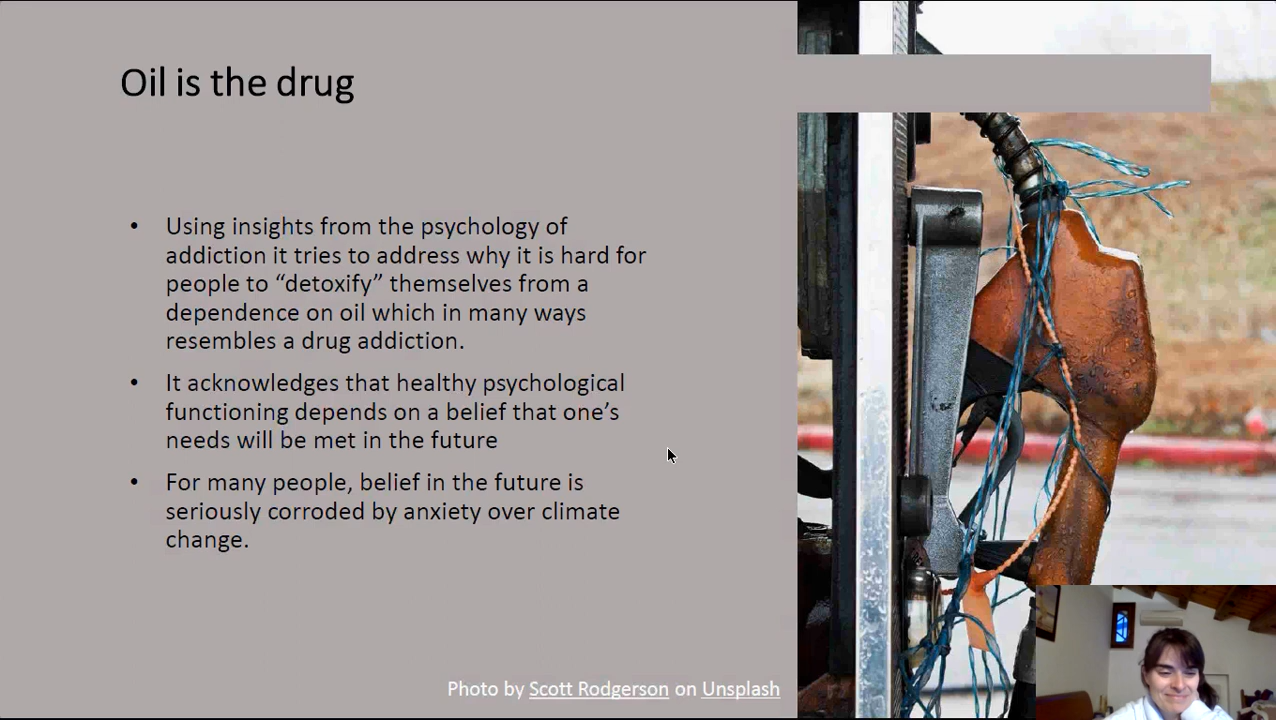 Oil is the drug
• Using insights from the psychology of
addiction it tries to address why it is hard for
people to “detoxify” themselves from a
dependence on oil which in many ways
resembles a drug addiction.
• It acknowledges that healthy psychological
functioning depends on a belief that one’s
needs will be met in the future
• For many people, belief in the future is
seriously corroded by anxiety over climate
change.
Photo by Scott Rodgerson on Unsplash